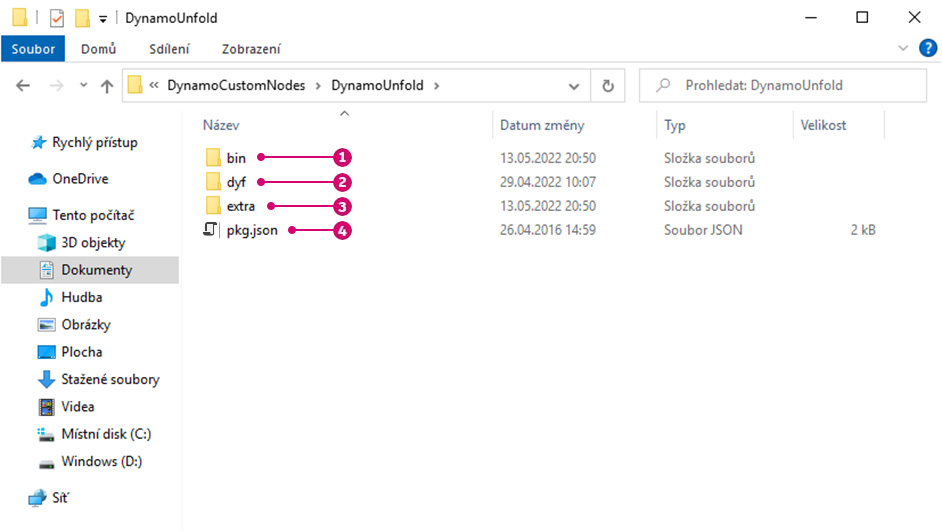 DynamoUnfold
Soubor Domů Sdílení Zobrazení
« DynamoCustomNodes › DynamoUnfold › Prohledat: DynamoUnfold
Název Datum změny Typ Velikost
bin 1 13.05.2022 20:50 Složka souborů
dyf 2 29.04.2022 10:07 Složka souborů
extra 3 13.05.2022 20:50 Složka souborů
pkg.json 4 26.04.2016 14:59 Soubor JSON 2 kB
Rychlý přístup
OneDrive
Tento počítač
3D objekty
Dokumenty
Hudba
Obrázky
Plocha
Stažené soubory
Videa
Místní disk (C:)
Windows (D:)
Síť